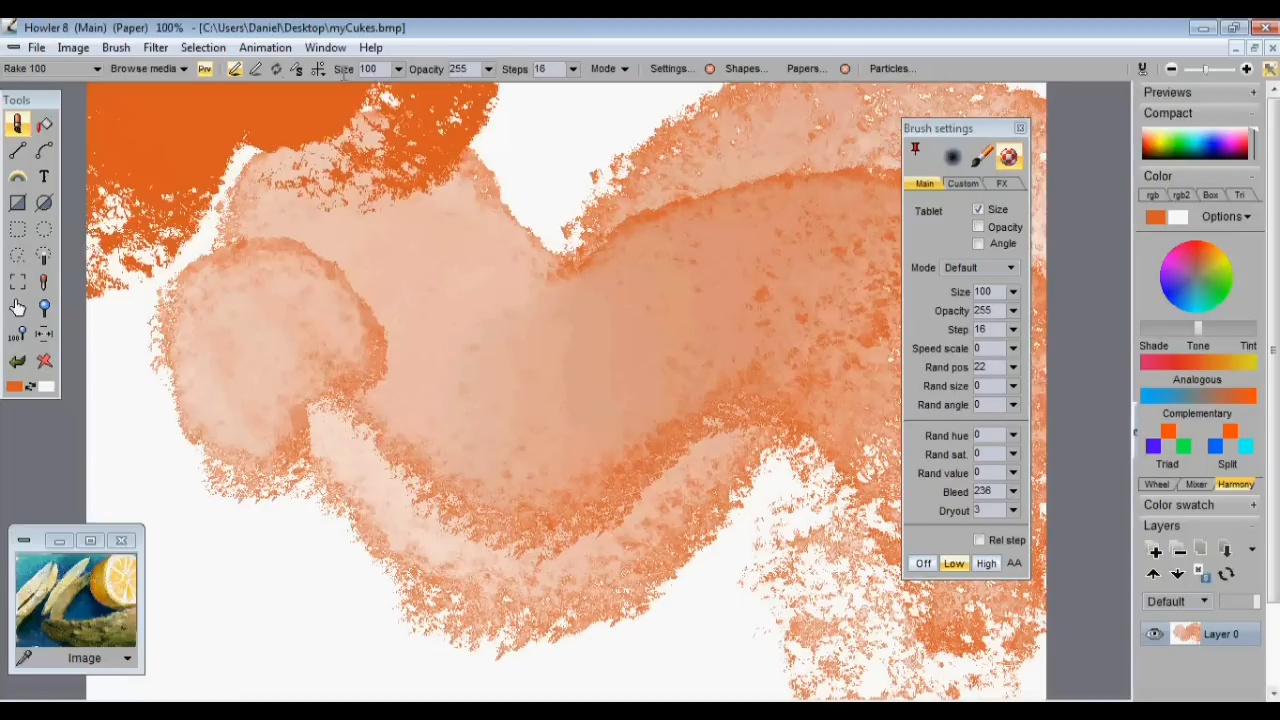 Howler 8 (Main) (Paper) 100% - [C:\Users\Daniel\Desktop\myCukes.bmp]
File Image Brush Filter Selection Animation Window Help
Rake 100 Browse media Prv Size 100 Opacity 255 Steps 16 Mode Settings... Shapes... Papers... Particles...
Tools
T
100
Brush settings
Main Custom FX
Tablet Size
Opacity
Angle
Mode Default
Size 100
Opacity 255
Step 16
Speed scale 0
Rand pos 22
Rand size 0
Rand angle 0
Rand hue 0
Rand sat. 0
Rand value 0
Bleed 236
Dryout 3
Rel step
Off Low High AA
Previews
Compact
Color
rgb rgb2 Box Tri
Options
Shade Tone Tint
Analogous
Complementary
Triad Split
Wheel Mixer Harmony
Color swatch
Layers
Default
Layer 0
Image